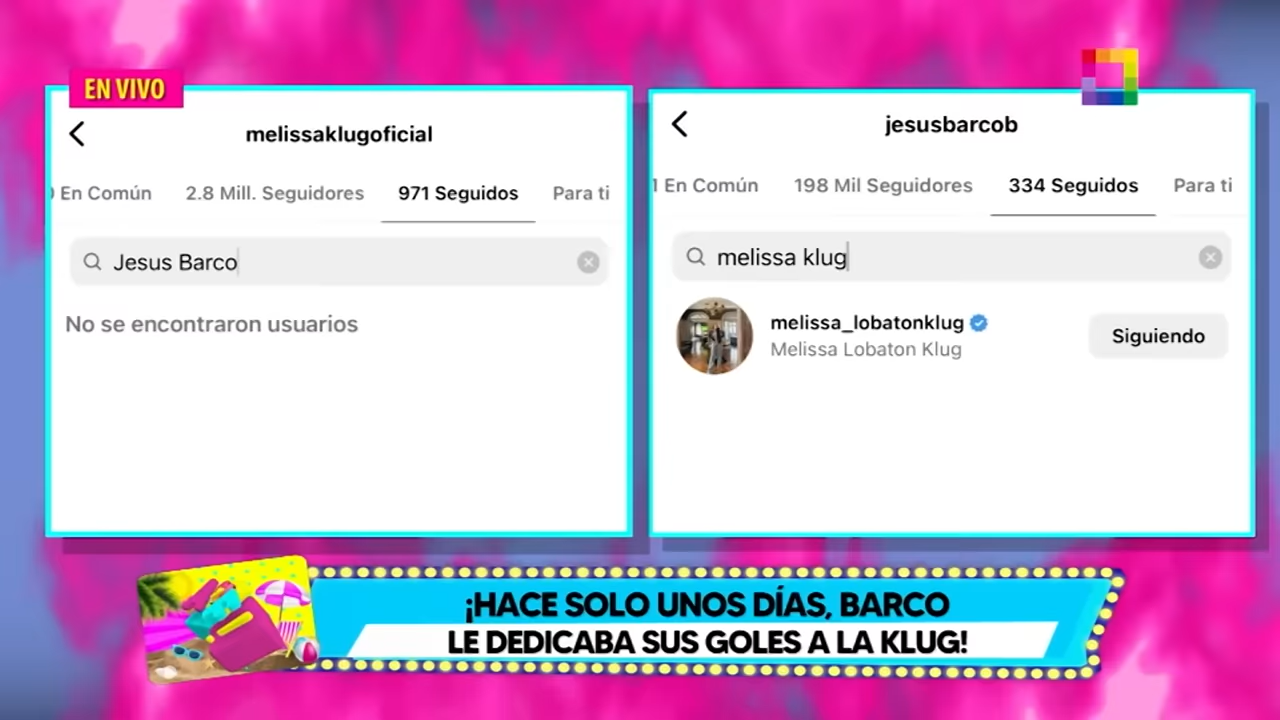 EN VIVO
melissaklugoficial
En Común
2.8 Mill. Seguidores
971 Seguidos
Para ti
Jesus Barco
No se encontraron usuarios
jesusbarcob
1 En Común
198 Mil Seguidores
334 Seguidos
Para ti
melissa klug
melissa_lobatonklug
Melissa Lobaton Klug
Siguiendo
¡HACE SOLO UNOS DÍAS, BARCO
LE DEDICABA SUS GOLES A LA KLUG!